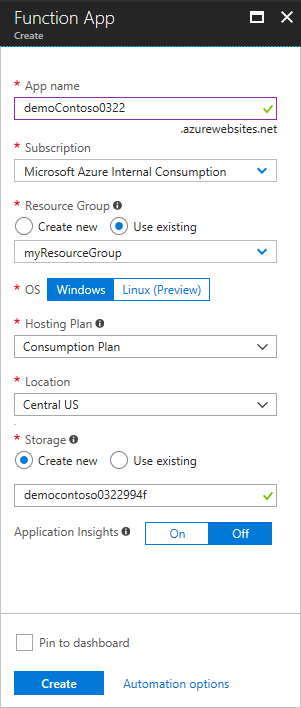 Function App
Create
* App name
demoContoso0322
.azurewebsites.net
* Subscription
Microsoft Azure Internal Consumption
* Resource Group
Create new Use existing
myResourceGroup
* OS Windows Linux (Preview)
* Hosting Plan
Consumption Plan
* Location
Central US
* Storage
Create new Use existing
democontoso0322994f
Application Insights On Off
Pin to dashboard
Create Automation options